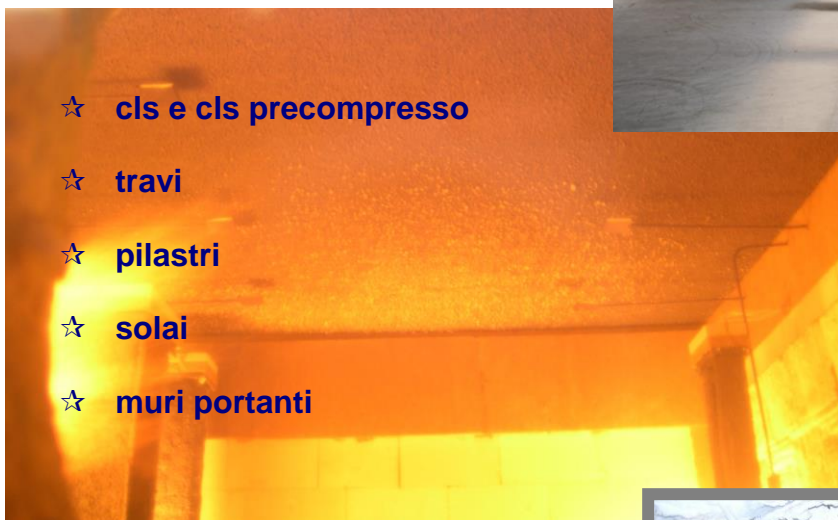 ☆ cls e cls precompresso
☆ travi
☆ pilastri
☆ solai
☆ muri portanti